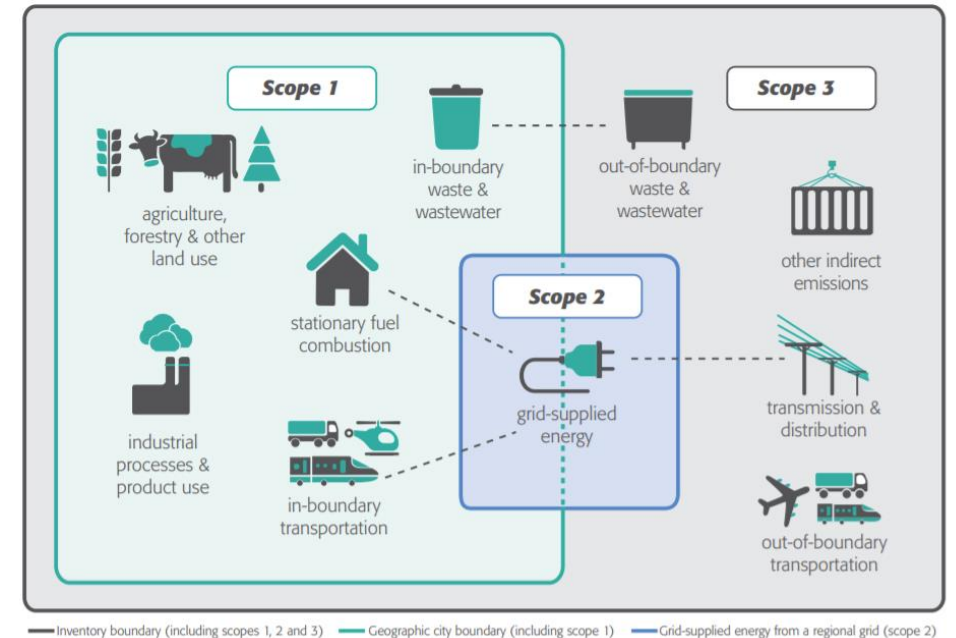 Scope 1
Scope 3
in-boundary
waste &
wastewater
out-of-boundary
waste &
wastewater
agriculture,
forestry & other
land use
other indirect
emissions
Scope 2
stationary fuel
combustion
grid-supplied
energy
transmission &
distribution
industrial
processes &
product use
in-boundary
transportation
out-of-boundary
transportation
Inventory boundary (including scopes 1, 2 and 3) Geographic city boundary (including scope 1) Grid-supplied energy from a regional grid (scope 2)